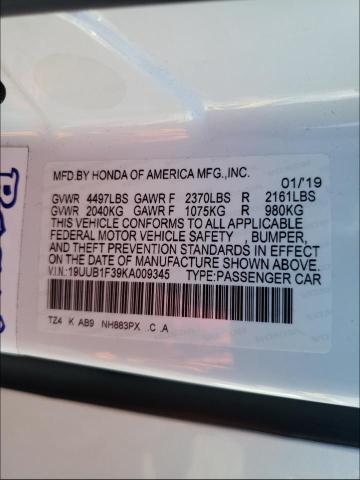 MFD.BY HONDA OF AMERICA MFG.,INC.
01/'19
GVWR 4497LBS GAWR F 2370LBS R 2161LBS
GVWR 2040KG GAWR F 1075KG R 980KG
THIS VEHICLE CONFORMS TO ALL APPLICABLE
FEDERAL MOTOR VEHICLE SAFETY , BUMPER,
AND THEFT PREVENTION STANDARDS IN EFFECT
ON THE DATE OF MANUFACTURE SHOWN ABOVE.
V.I.N:19UUB1F39KA009345 TYPE:PASSENGER CAR
TZ4 K AB9 NH883PX .C .A